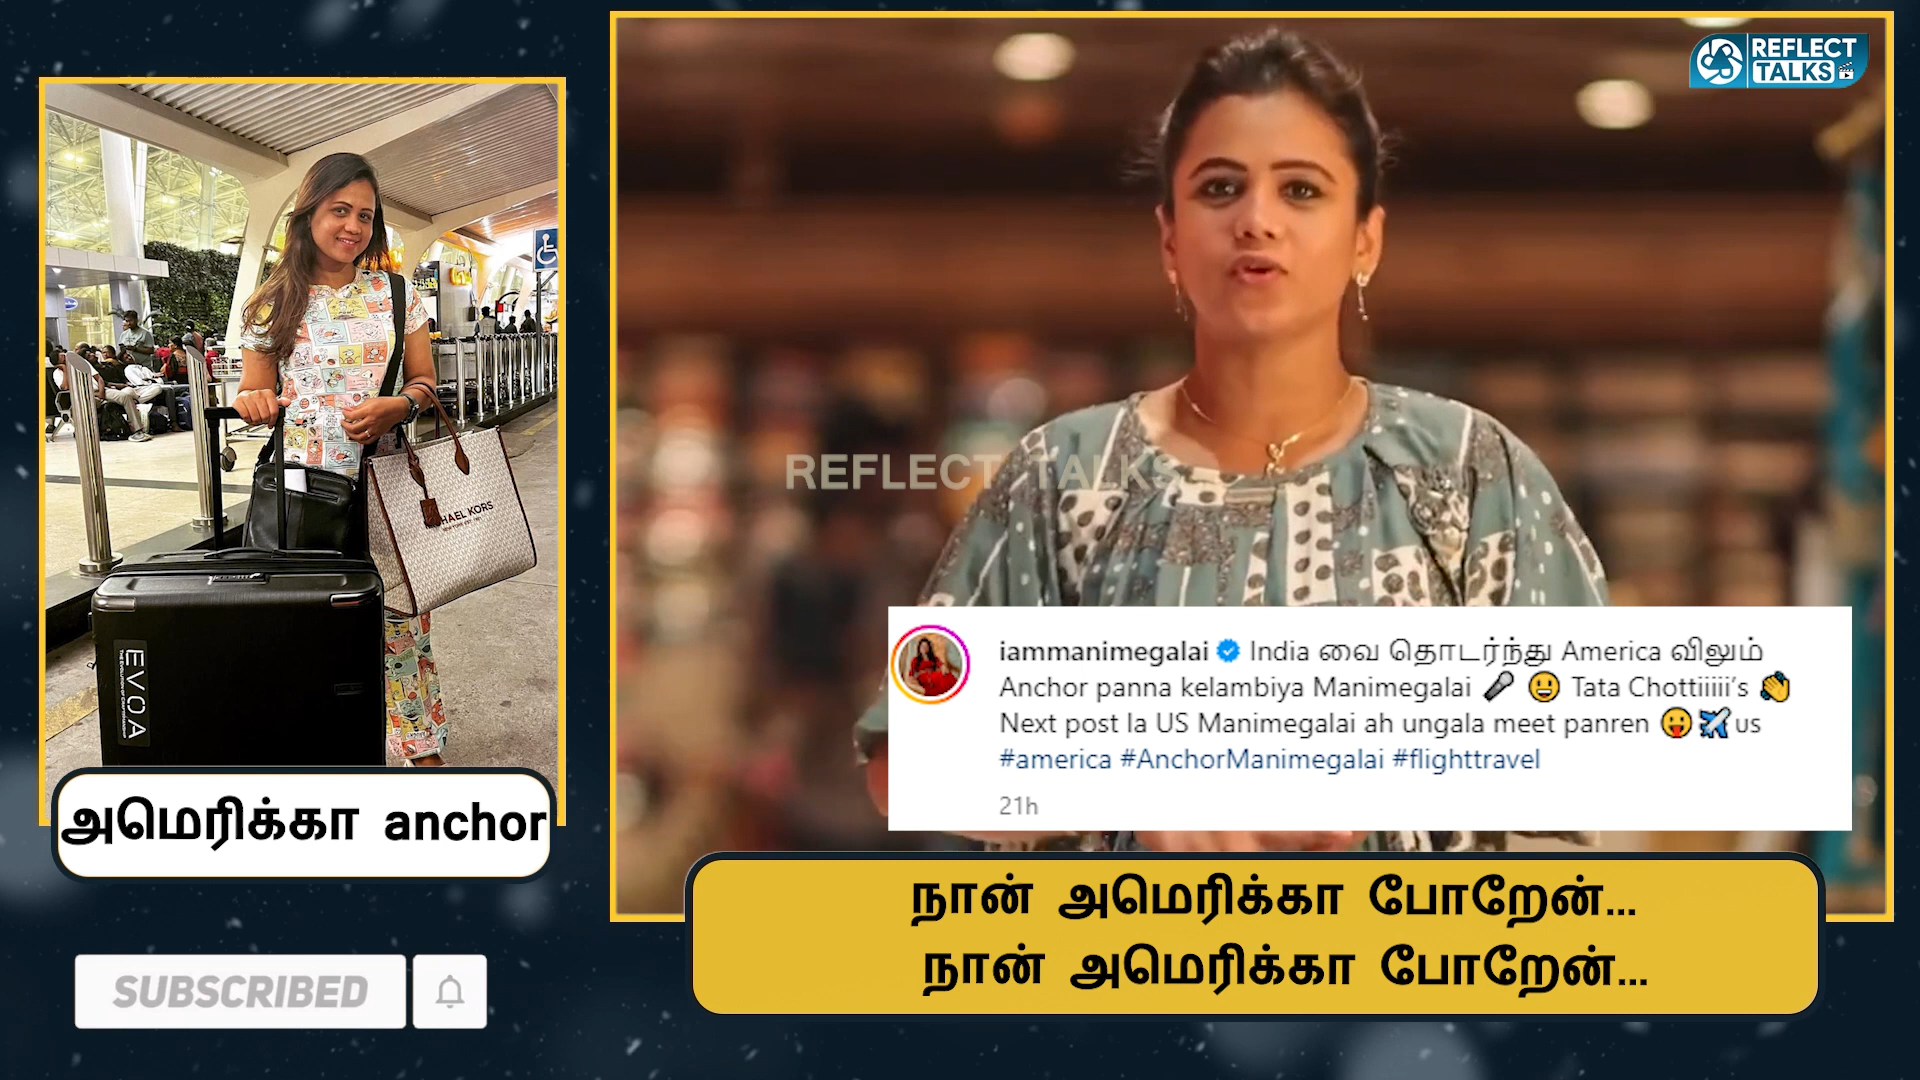 REFLECT
TALKS
REFLECT TALKS
MICHAEL KORS
EVOA
அமெரிக்கா anchor
iammanimegalai India வை தொடர்ந்து America விலும்
Anchor panna kelambiya Manimegalai 🎤 😃 Tata Chottiiiii's 👏
Next post la US Manimegalai ah ungala meet panren 😛✈️us
#america #AnchorManimegalai #flighttravel
21h
நான் அமெரிக்கா போறேன்...
நான் அமெரிக்கா போறேன்...
SUBSCRIBED